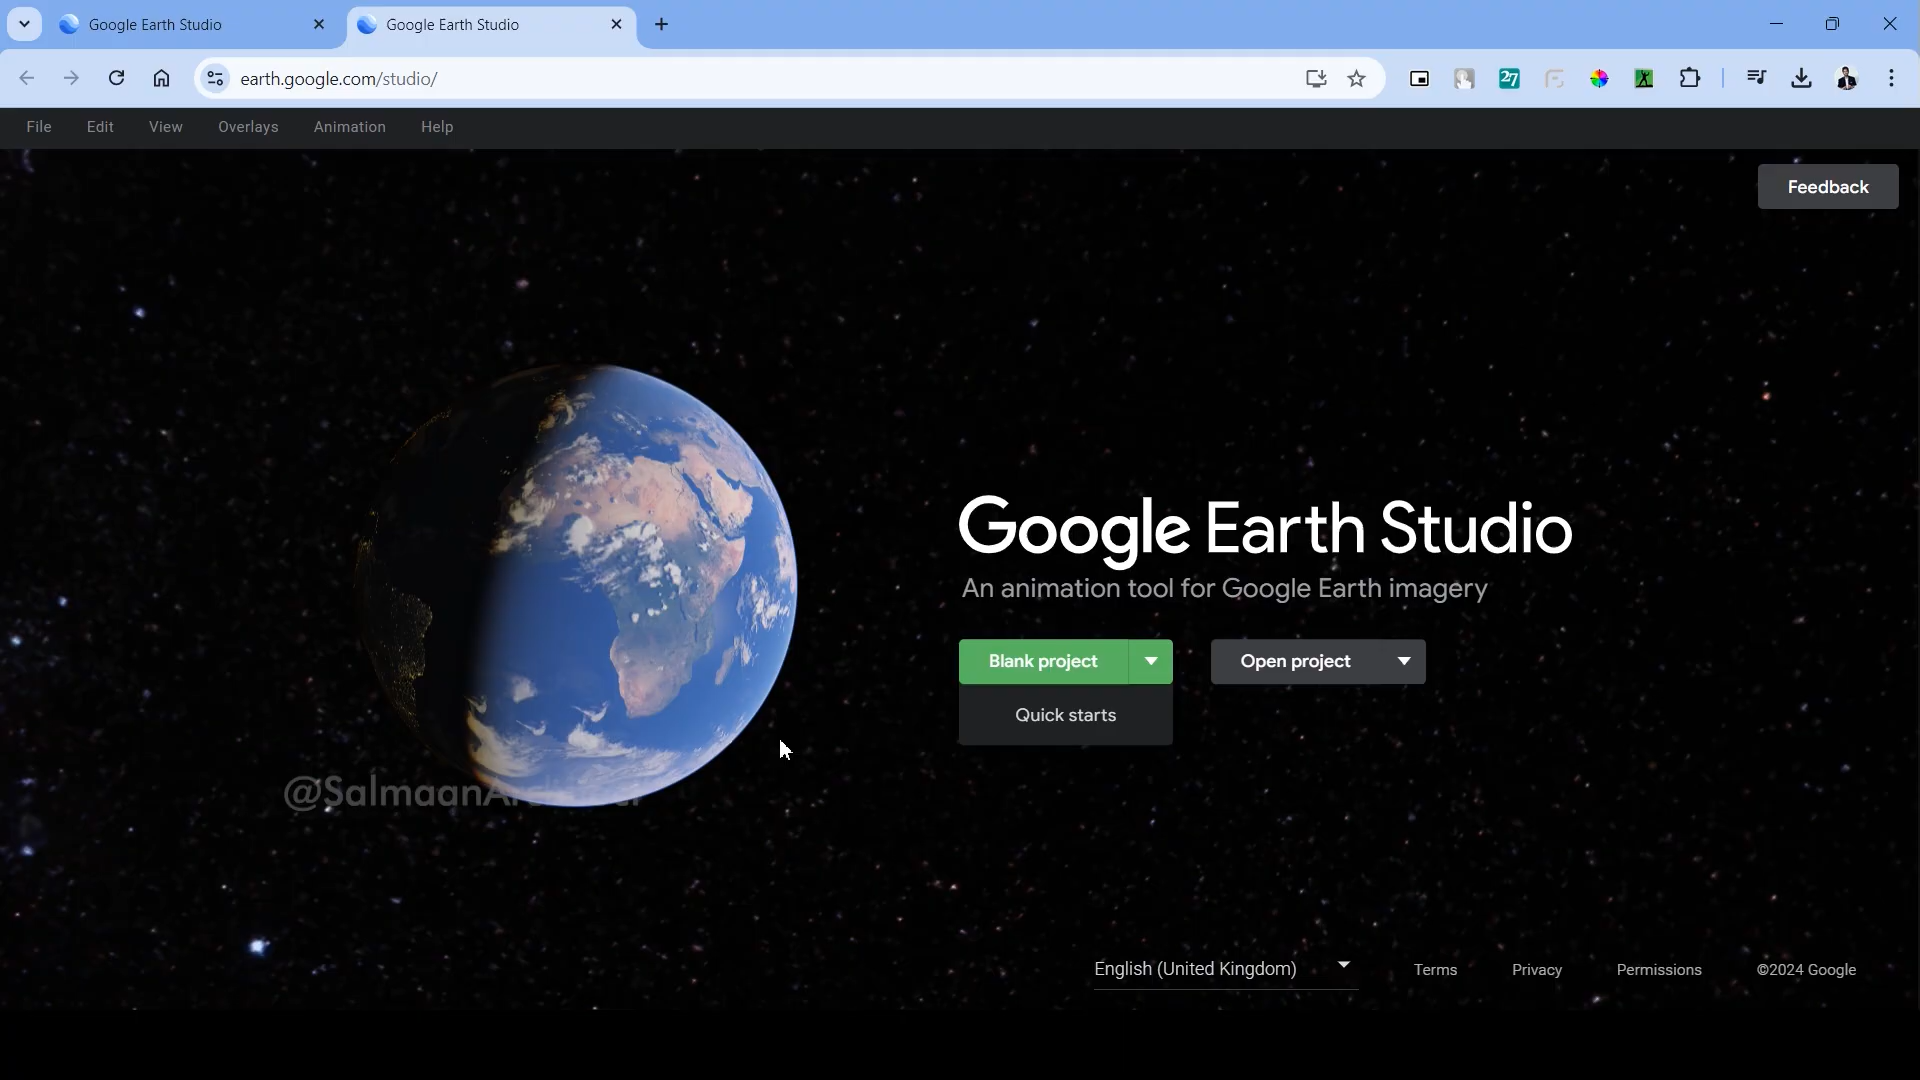 Google Earth Studio
Google Earth Studio
earth.google.com/studio/
27
File Edit View Overlays Animation Help
Feedback
Google Earth Studio
An animation tool for Google Earth imagery
Blank project
Open project
Quick starts
English (United Kingdom)
Terms
Privacy
Permissions
©2024 Google